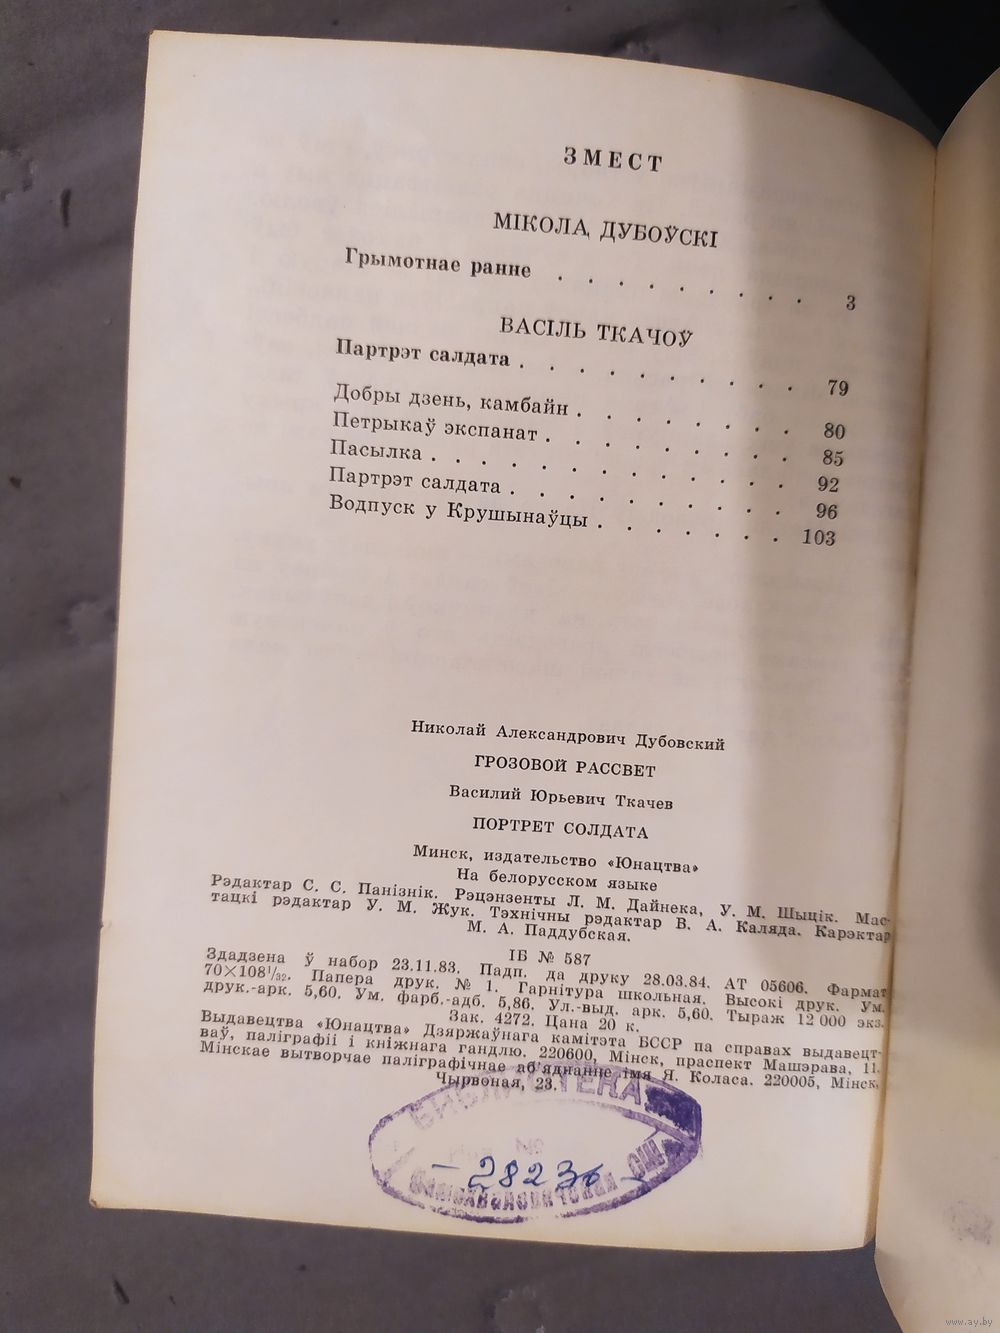 ЗМЕСТ
МІКОЛА ДУБОЎСКІ
Грымотнае ранне . . . . . . . . . 3
ВАСІЛЬ ТКАЧОЎ
Партрэт салдата . . . . . . . . . . 79
Добры дзень, камбайн . . . . . . . . 80
Петрыкаў экспанат . . . . . . . . . 85
Пасылка . . . . . . . . . . . . . 92
Партрэт салдата . . . . . . . . . . 96
Водпуск у Крушынаўцы . . . . . . . 103
Николай Александрович Дубовский
ГРОЗОВОЙ РАССВЕТ
Василий Юрьевич Ткачев
ПОРТРЕТ СОЛДАТА
Минск, издательство «Юнацтва»
На белорусском языке
Рэдактар С. С. Панізнік. Рэцэнзенты Л. М. Дайнека, У. М. Шыцік. Мас-
тацкі рэдактар У. М. Жук. Тэхнічны рэдактар В. А. Каляда. Карэктар
М. А. Паддубская.
ІБ № 587
Здадзена ў набор 23.11.83. Падп. да друку 28.03.84. АТ 05606. Фармат
70×108¹/₃₂. Папера друк. № 1. Гарнітура школьная. Высокі друк. Ум.
друк.-арк. 5,60. Ум. фарб.-адб. 5,86. Ул.-выд. арк. 5,60. Тыраж 12 000 экз.
Зак. 4272. Цана 20 к.
Выдавецтва «Юнацтва» Дзяржаўнага камітэта БССР па справах выдавецт-
ваў, паліграфіі і кніжнага гандлю. 220600, Мінск, праспект Машэрава, 11.
Мінскае вытворчае паліграфічнае аб'яднанне імя Я. Коласа. 220005, Мінск,
Чырвоная, 23.
БИБЛИОТЕКА
№
28236
СШ
www.ay.by